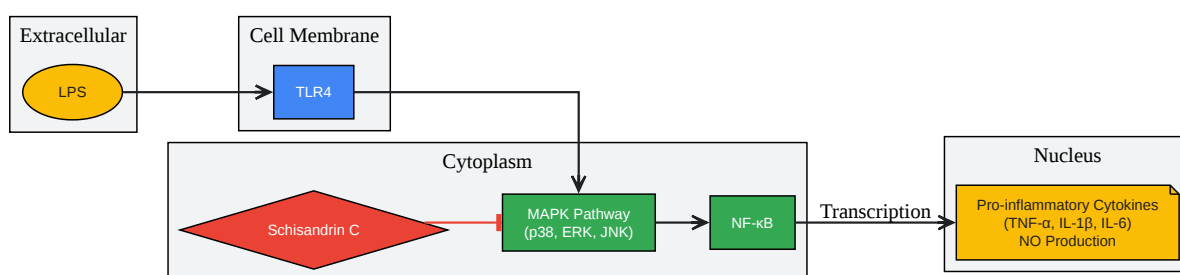 Extracellular
LPS
Cell Membrane
TLR4
Cytoplasm
Schisandrin C
MAPK Pathway
(p38, ERK, JNK)
NF-κB
Transcription
Nucleus
Pro-inflammatory Cytokines
(TNF-α, IL-1β, IL-6)
NO Production